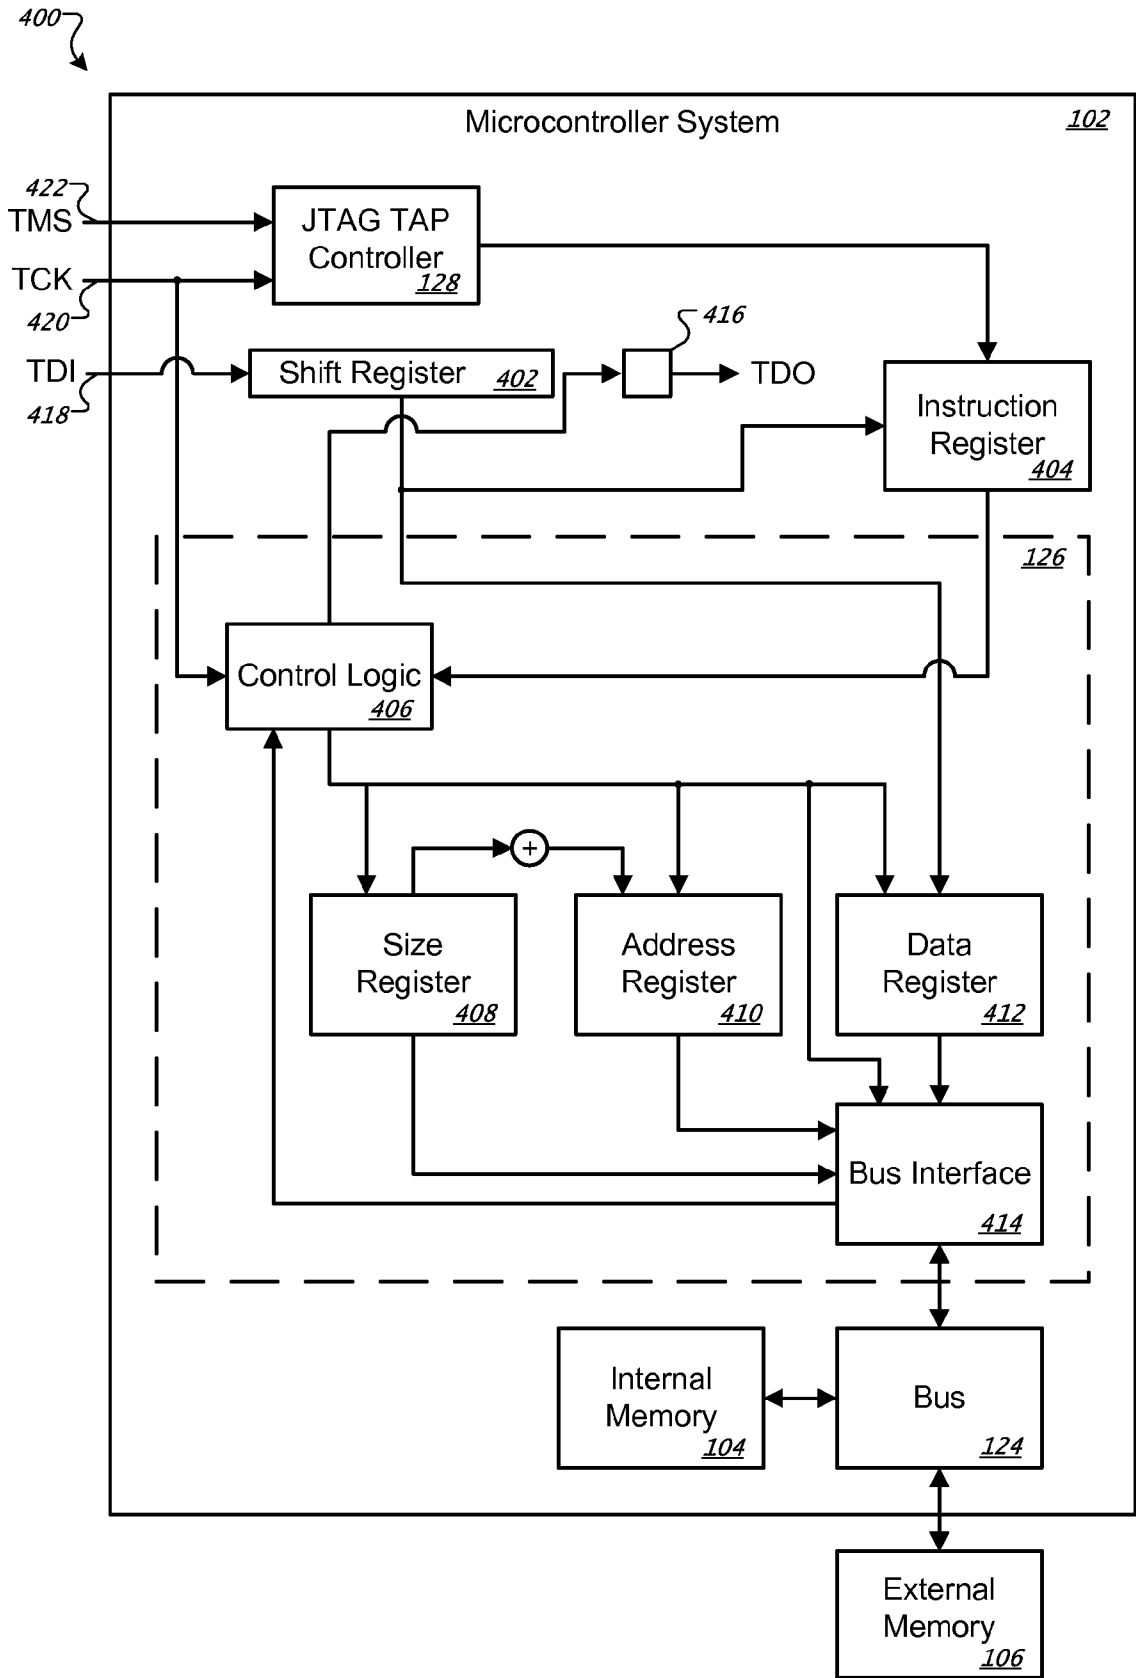 400
Microcontroller System
102
422
TMS
JTAG TAP
Controller
128
TCK
420
416
TDI
Shift Register
402
TDO
418
Instruction
Register
404
126
Control Logic
406
+
Size
Register
408
Address
Register
410
Data
Register
412
Bus Interface
414
Internal
Memory
104
Bus
124
External
Memory
106